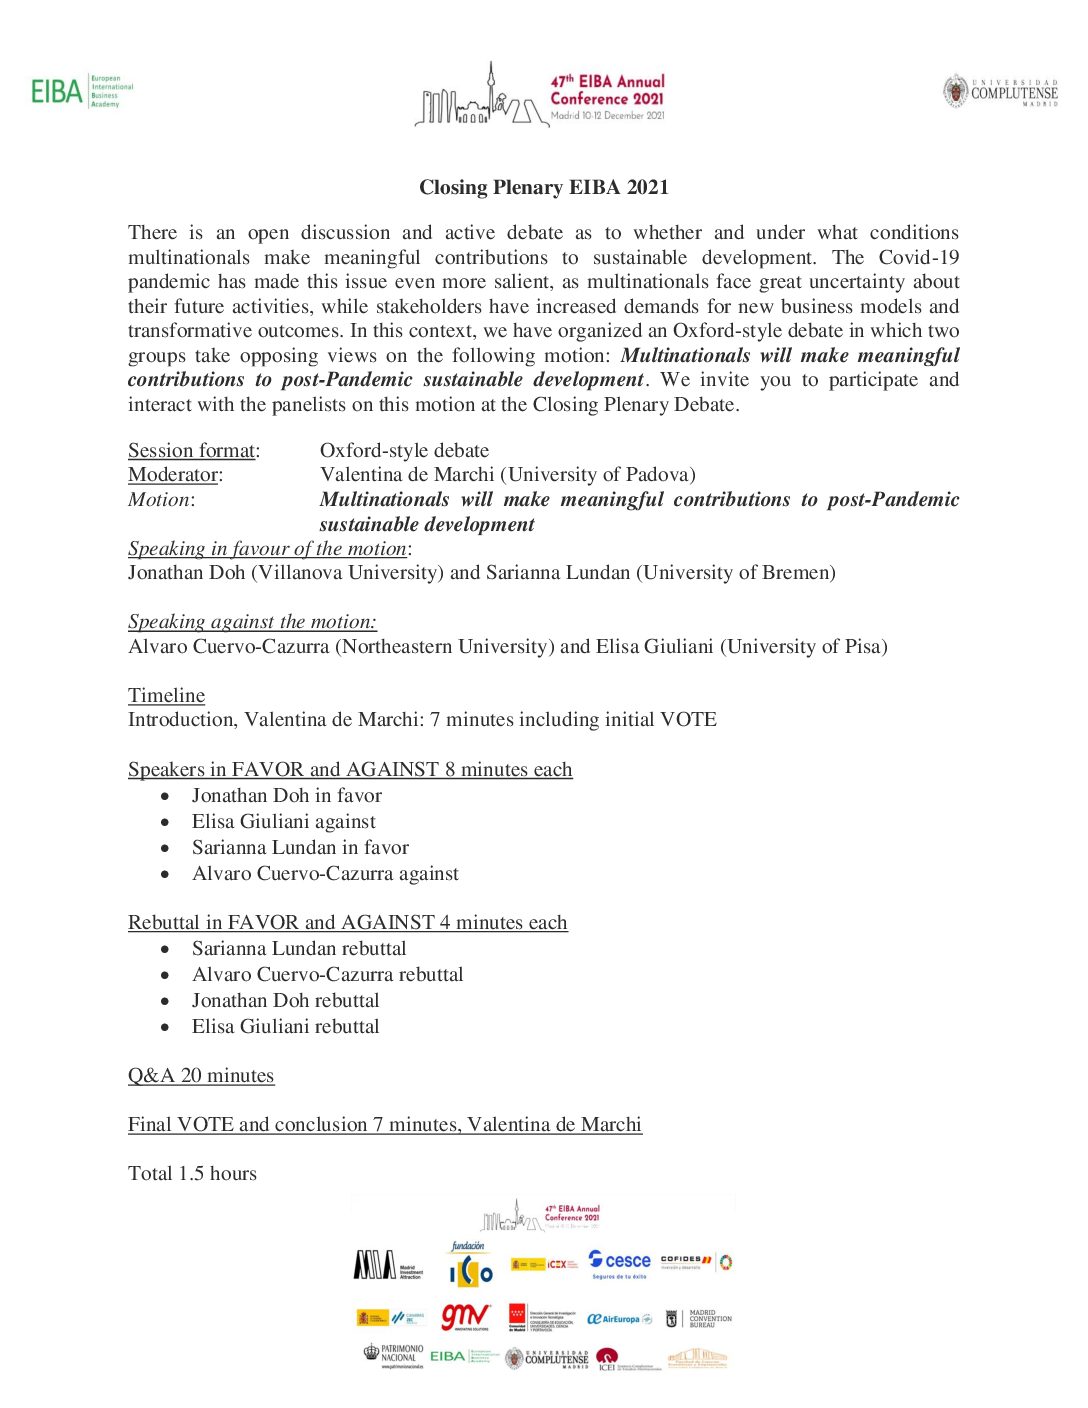 EIBA
European
International
Business
Academy
47th EIBA Annual
Conference 2021
Madrid 10-12 December 2021
UNIVERSIDAD
COMPLUTENSE
MADRID
Closing Plenary EIBA 2021
There is an open discussion and active debate as to whether and under what conditions
multinationals make meaningful contributions to sustainable development. The Covid-19
pandemic has made this issue even more salient, as multinationals face great uncertainty about
their future activities, while stakeholders have increased demands for new business models and
transformative outcomes. In this context, we have organized an Oxford-style debate in which two
groups take opposing views on the following motion: Multinationals will make meaningful
contributions to post-Pandemic sustainable development. We invite you to participate and
interact with the panelists on this motion at the Closing Plenary Debate.
Session format: Oxford-style debate
Moderator: Valentina de Marchi (University of Padova)
Motion: Multinationals will make meaningful contributions to post-Pandemic
sustainable development
Speaking in favour of the motion:
Jonathan Doh (Villanova University) and Sarianna Lundan (University of Bremen)
Speaking against the motion:
Alvaro Cuervo-Cazurra (Northeastern University) and Elisa Giuliani (University of Pisa)
Timeline
Introduction, Valentina de Marchi: 7 minutes including initial VOTE
Speakers in FAVOR and AGAINST 8 minutes each
• Jonathan Doh in favor
• Elisa Giuliani against
• Sarianna Lundan in favor
• Alvaro Cuervo-Cazurra against
Rebuttal in FAVOR and AGAINST 4 minutes each
• Sarianna Lundan rebuttal
• Alvaro Cuervo-Cazurra rebuttal
• Jonathan Doh rebuttal
• Elisa Giuliani rebuttal
Q&A 20 minutes
Final VOTE and conclusion 7 minutes, Valentina de Marchi
Total 1.5 hours
47th EIBA Annual
Conference 2021
Madrid Investment Attraction
fundación ICO
ICEX
cesce
Seguros de tu éxito
COFIDES
gmv
INNOVATING SOLUTIONS
AirEuropa
MADRID
CONVENTION
BUREAU
PATRIMONIO
NACIONAL
www.patrimonionacional.es
EIBA
UNIVERSIDAD
COMPLUTENSE
MADRID
ICEI